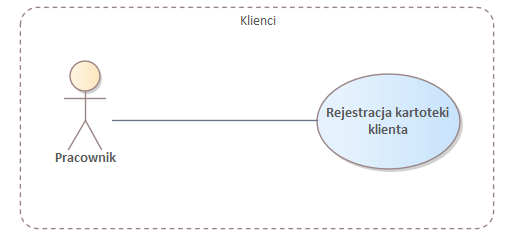 Klienci
Rejestracja kartoteki
klienta
Pracownik